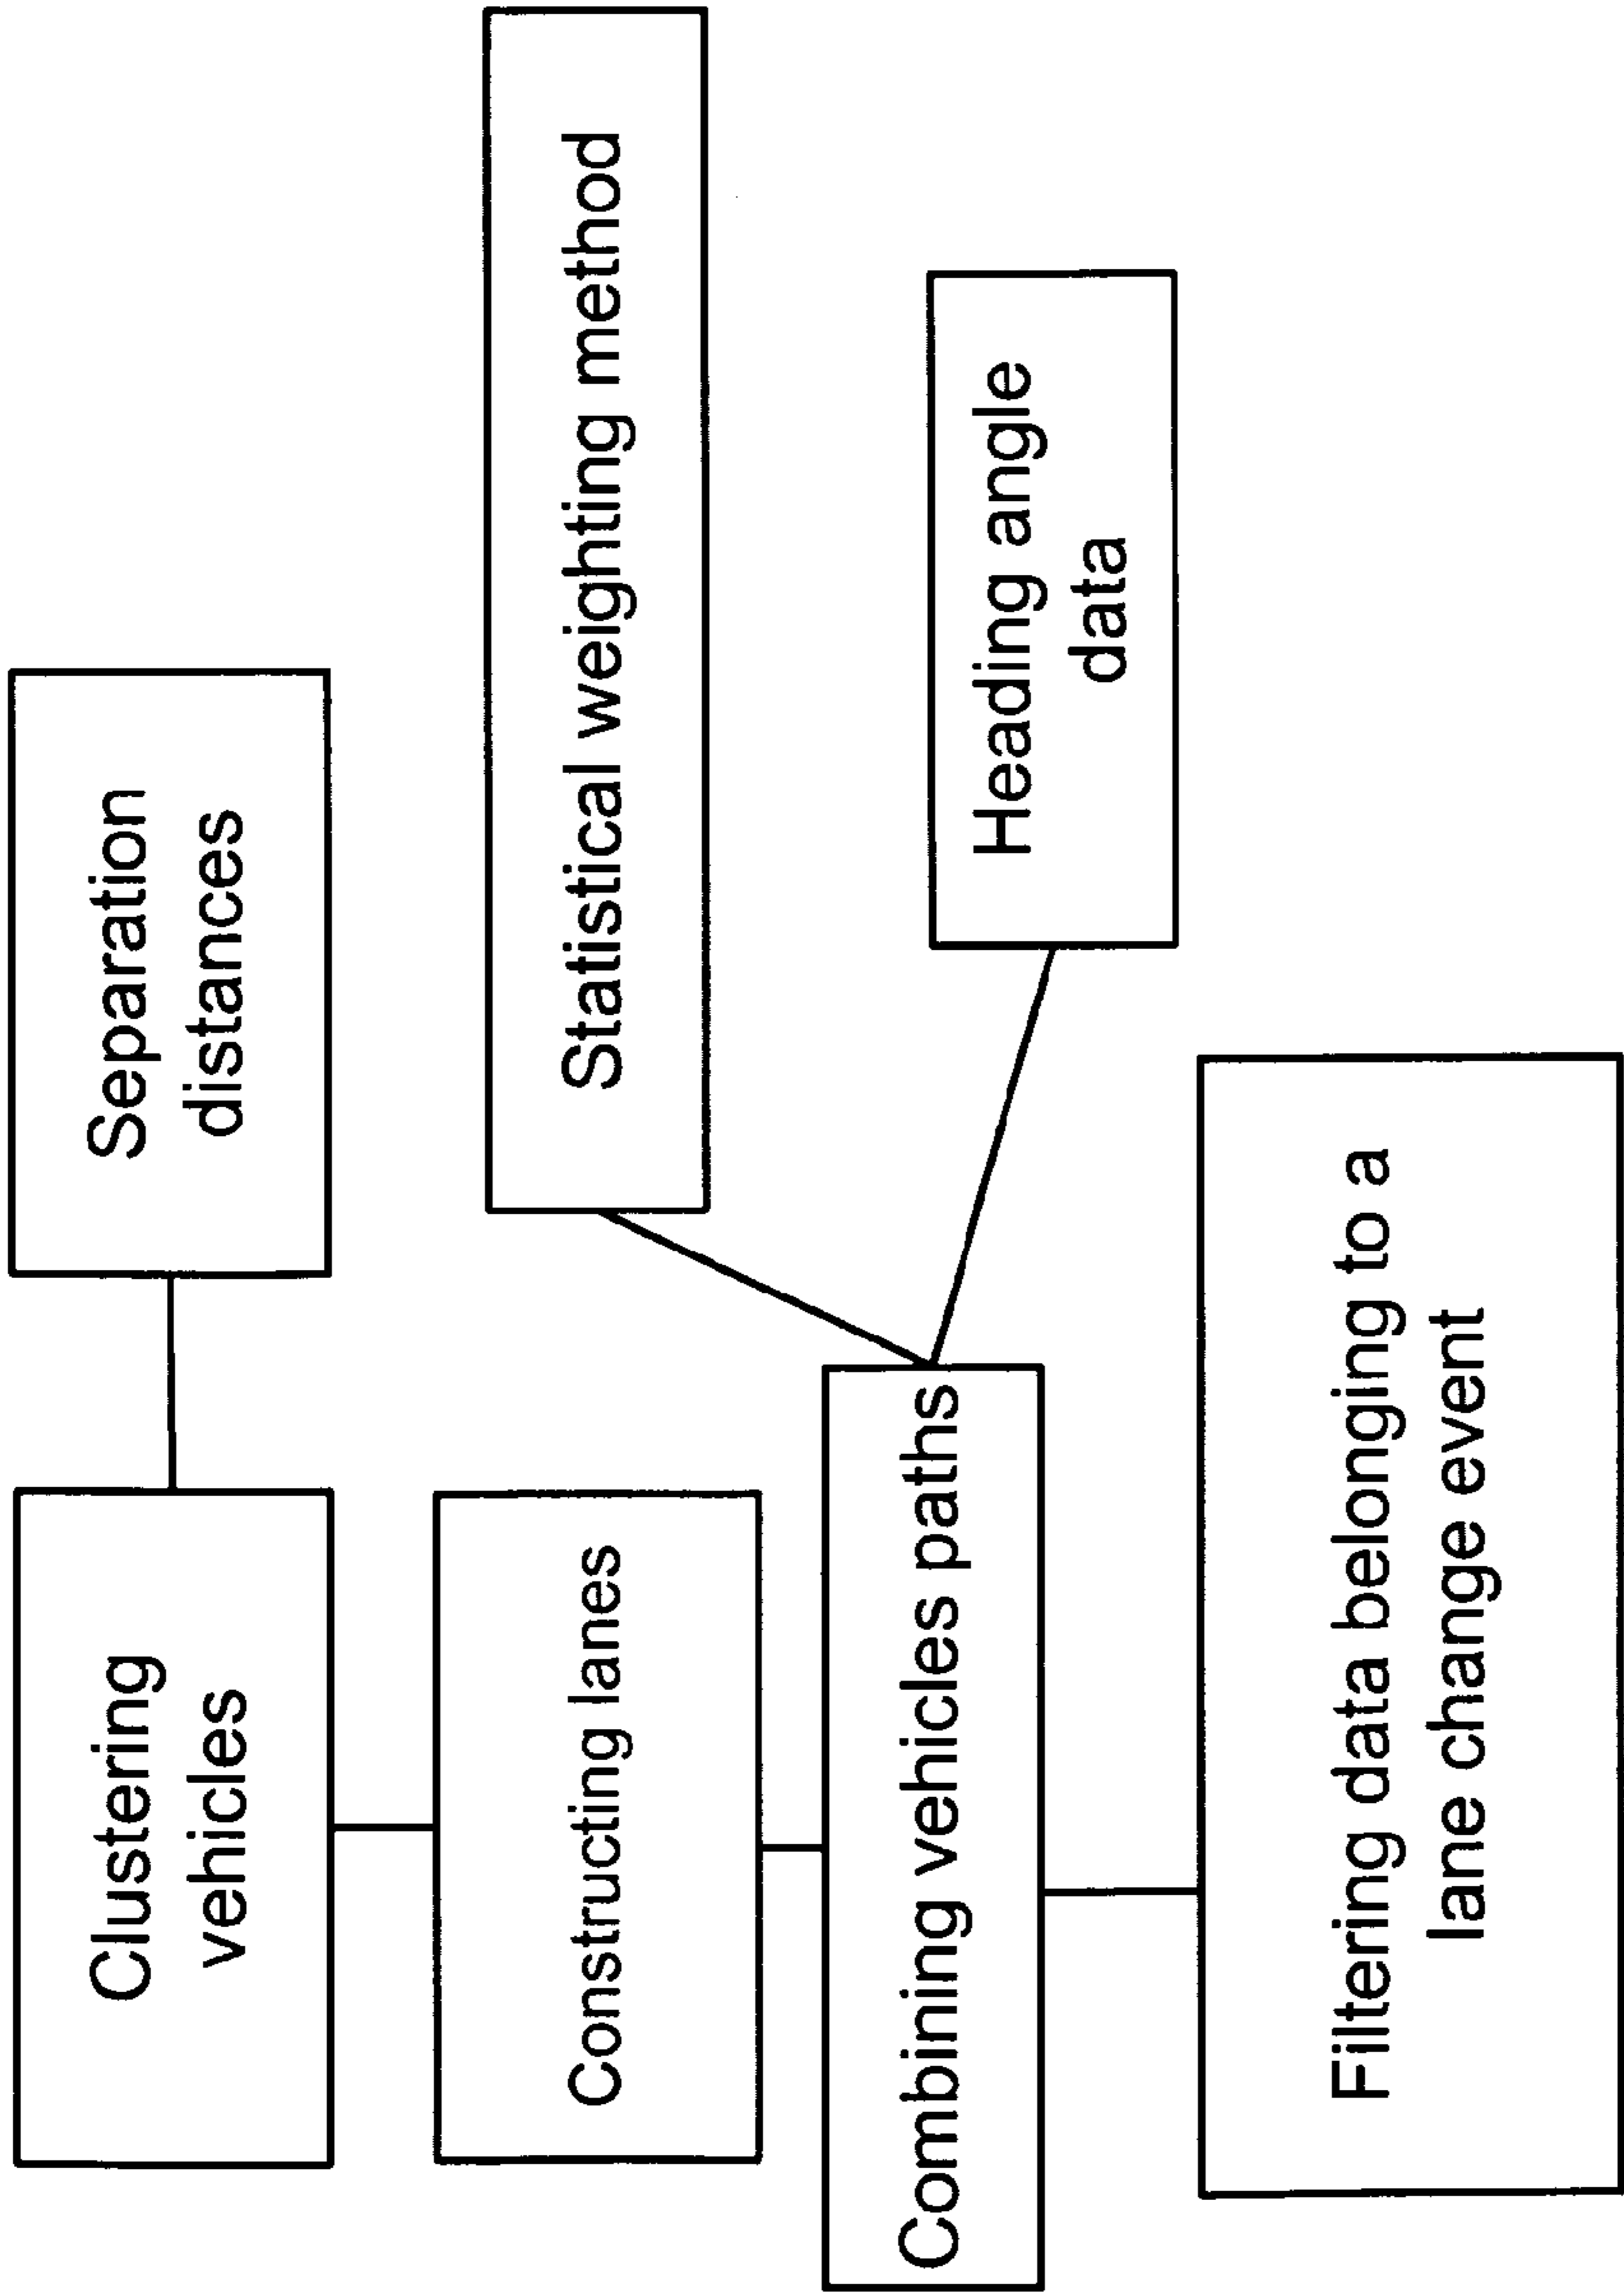 Clustering
vehicles
Separation
distances
Constructing lanes
Statistical weighting method
Combining vehicles paths
Heading angle
data
Filtering data belonging to a
lane change event